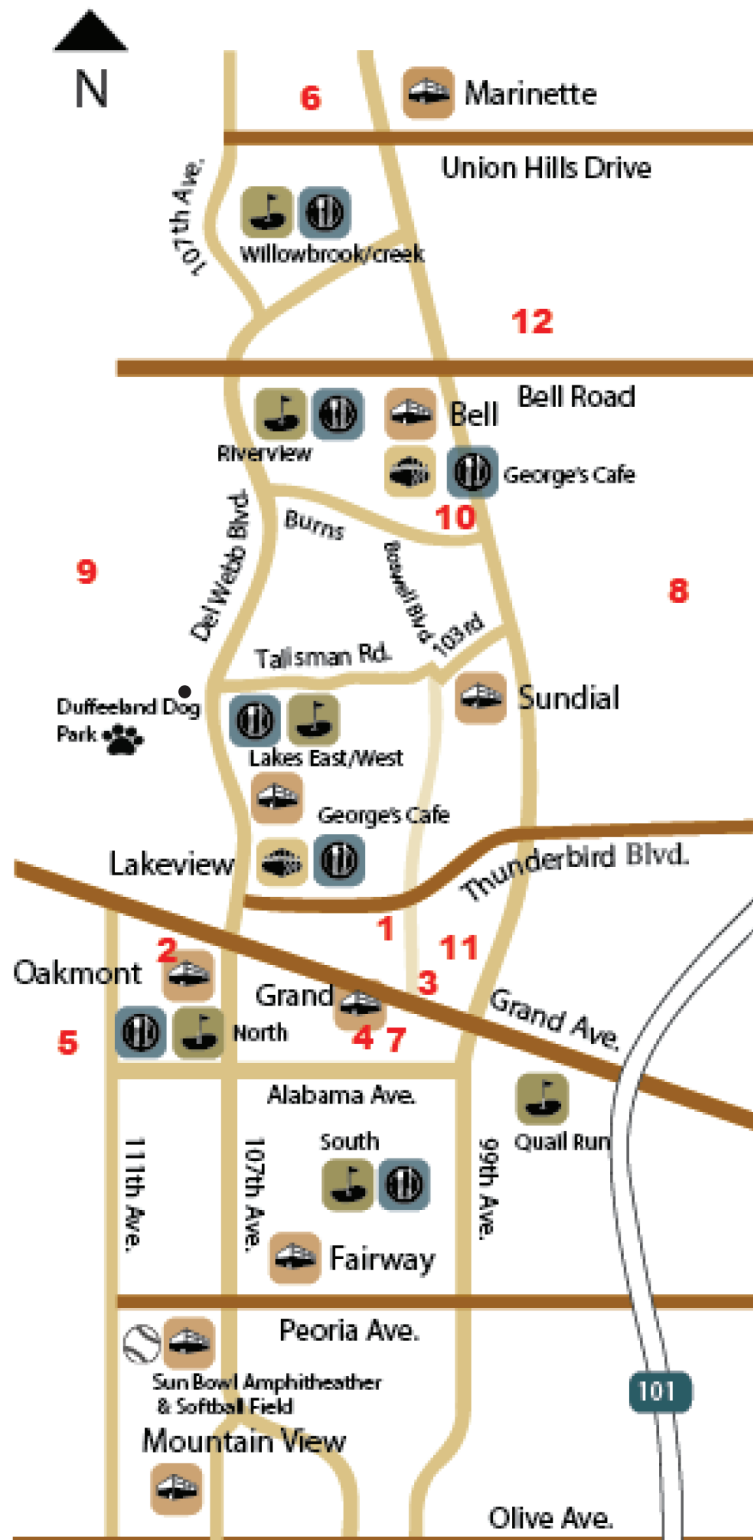 N
6
Marinette
Union Hills Drive
107th Ave.
Willowbrook/creek
12
Bell Road
Bell
Riverview
George's Cafe
10
Burns
Del Webb Blvd.
9
Boswell Blvd.
8
103rd
Talisman Rd.
Sundial
Duffeeland Dog
Park
Lakes East/West
George's Cafe
Lakeview
Thunderbird Blvd.
1
2
11
Oakmont
3
Grand
Grand Ave.
5
North
4
7
Alabama Ave.
Quail Run
111th Ave.
107th Ave.
South
99th Ave.
Fairway
Peoria Ave.
Sun Bowl Amphitheather
& Softball Field
101
Mountain View
Olive Ave.